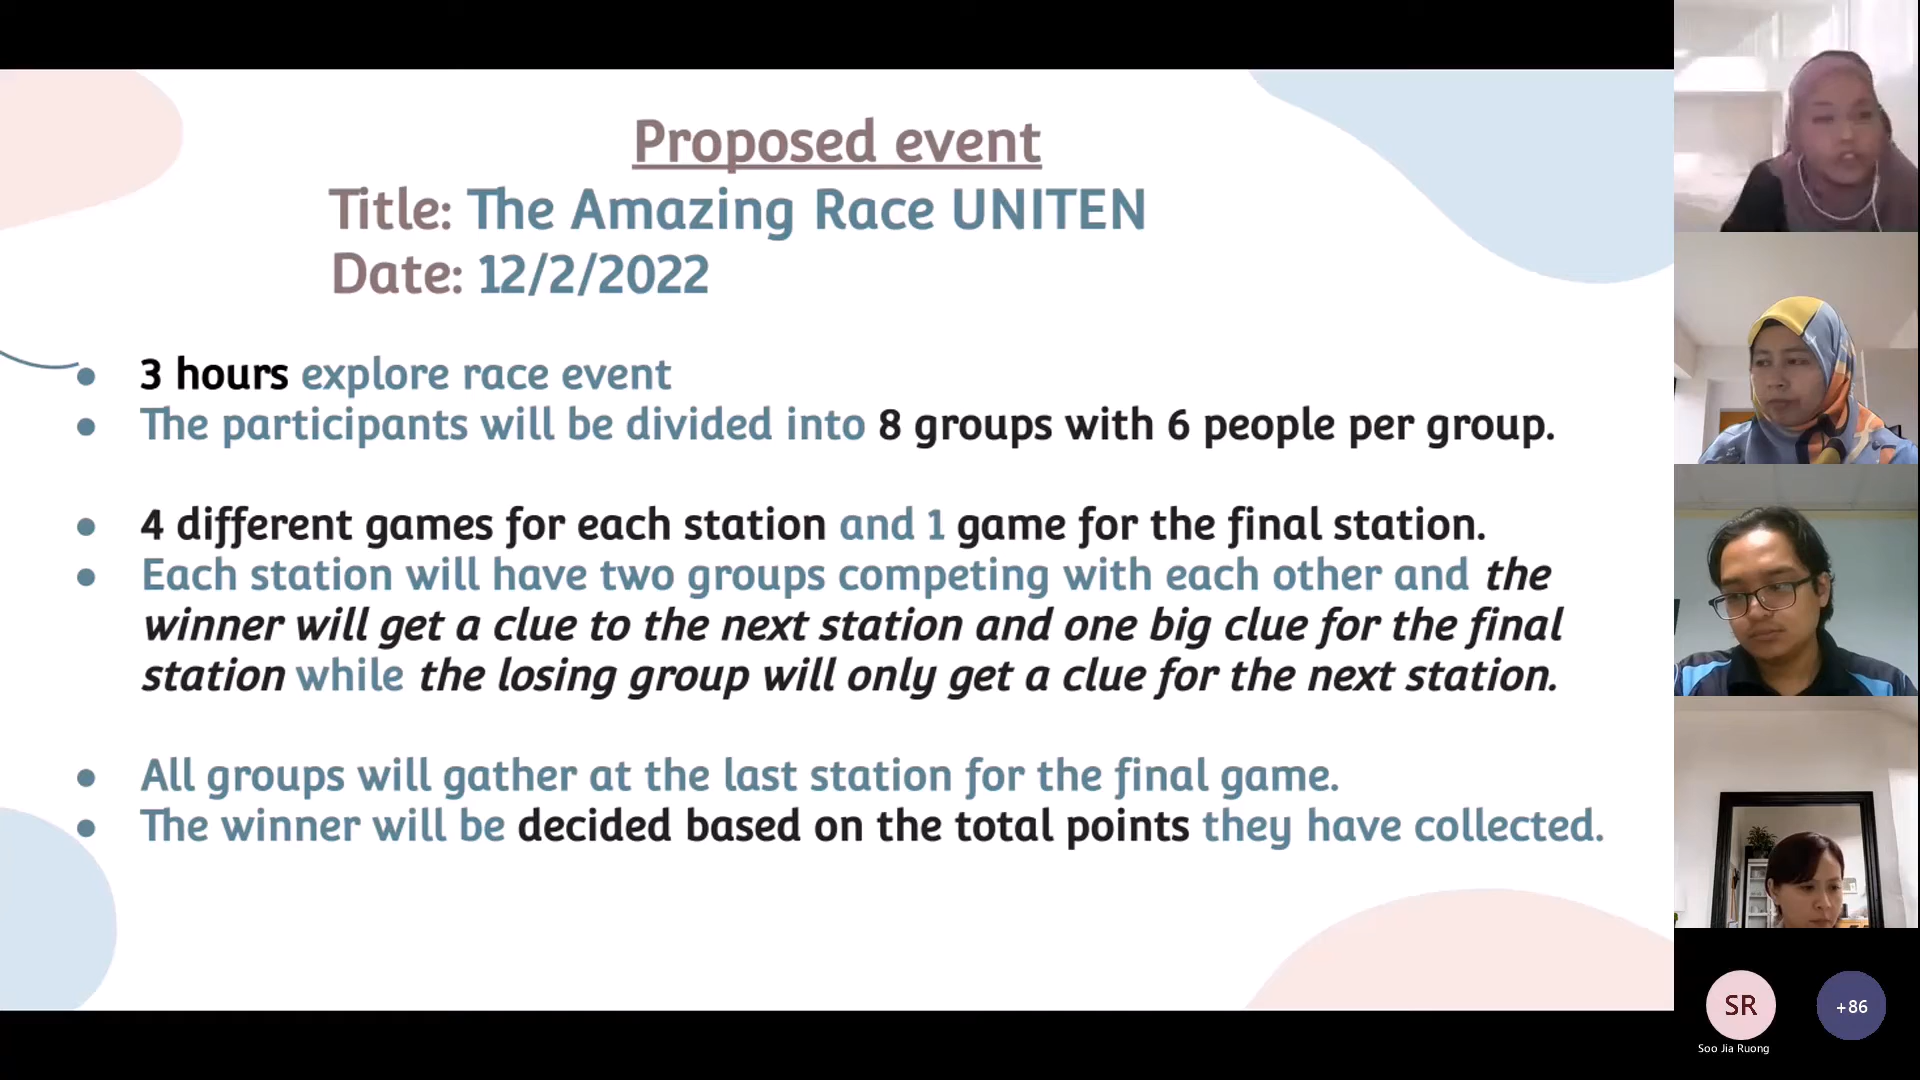 Proposed event
Title: The Amazing Race UNITEN
Date: 12/2/2022
● 3 hours explore race event
● The participants will be divided into 8 groups with 6 people per group.
● 4 different games for each station and 1 game for the final station.
● Each station will have two groups competing with each other and the
winner will get a clue to the next station and one big clue for the final
station while the losing group will only get a clue for the next station.
● All groups will gather at the last station for the final game.
● The winner will be decided based on the total points they have collected.
SR
+86
Soo Jia Ruong